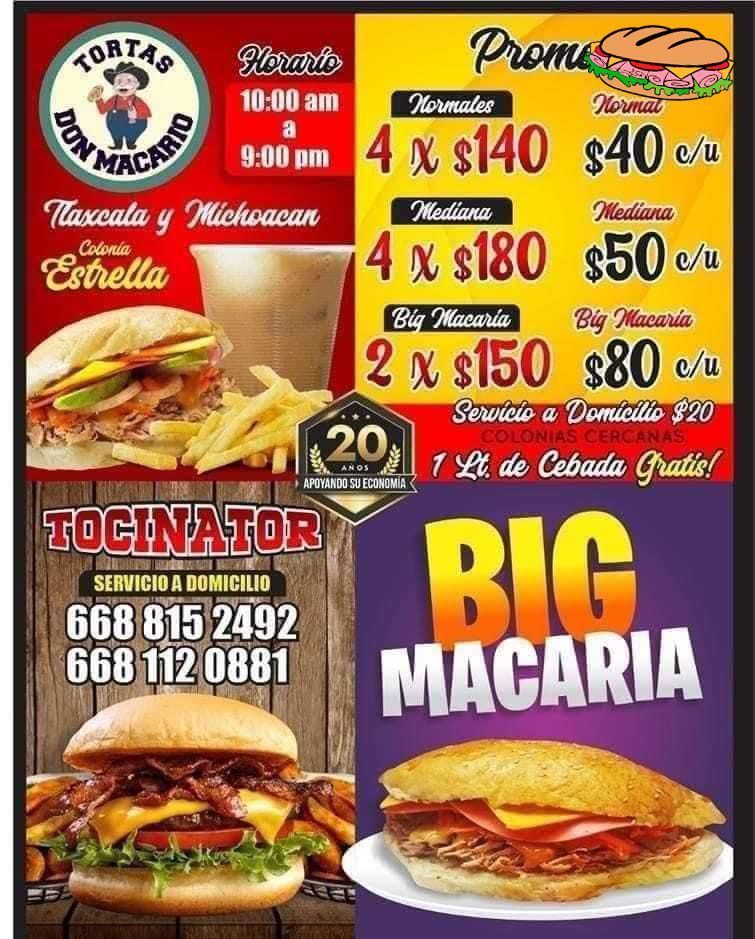 TORTAS
DON MACARIO
Horario
10:00 am
a
9:00 pm
Tlaxcala y Michoacan
Colonia
Estrella
Promo
Normales
4 X $140
Normal
$40 c/u
Mediana
4 X $180
Mediana
$50 c/u
Big Macaria
2 X $150
Big Macaria
$80 c/u
Servicio a Domicilio $20
COLONIAS CERCANAS
1 Lt. de Cebada Gratis!
20
AÑOS
APOYANDO SU ECONOMÍA
TOCINATOR
SERVICIO A DOMICILIO
668 815 2492
668 112 0881
BIG
MACARIA